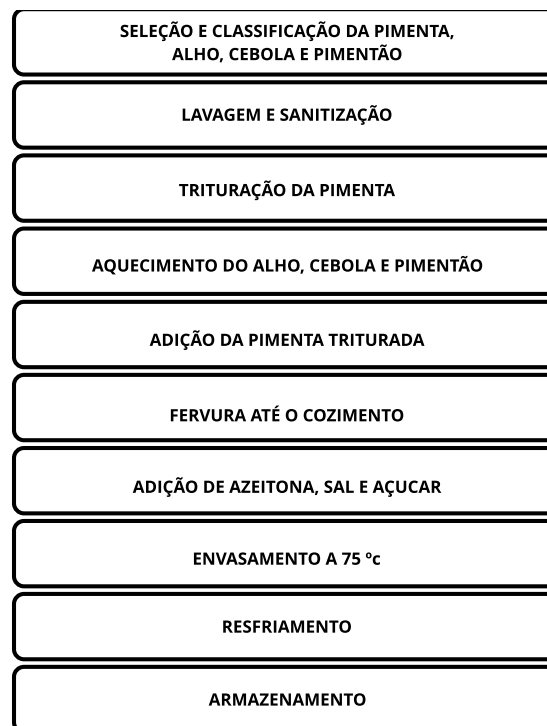 SELEÇÃO E CLASSIFICAÇÃO DA PIMENTA,
ALHO, CEBOLA E PIMENTÃO
LAVAGEM E SANITIZAÇÃO
TRITURAÇÃO DA PIMENTA
AQUECIMENTO DO ALHO, CEBOLA E PIMENTÃO
ADIÇÃO DA PIMENTA TRITURADA
FERVURA ATÉ O COZIMENTO
ADIÇÃO DE AZEITONA, SAL E AÇUCAR
ENVASAMENTO A 75 ºc
RESFRIAMENTO
ARMAZENAMENTO